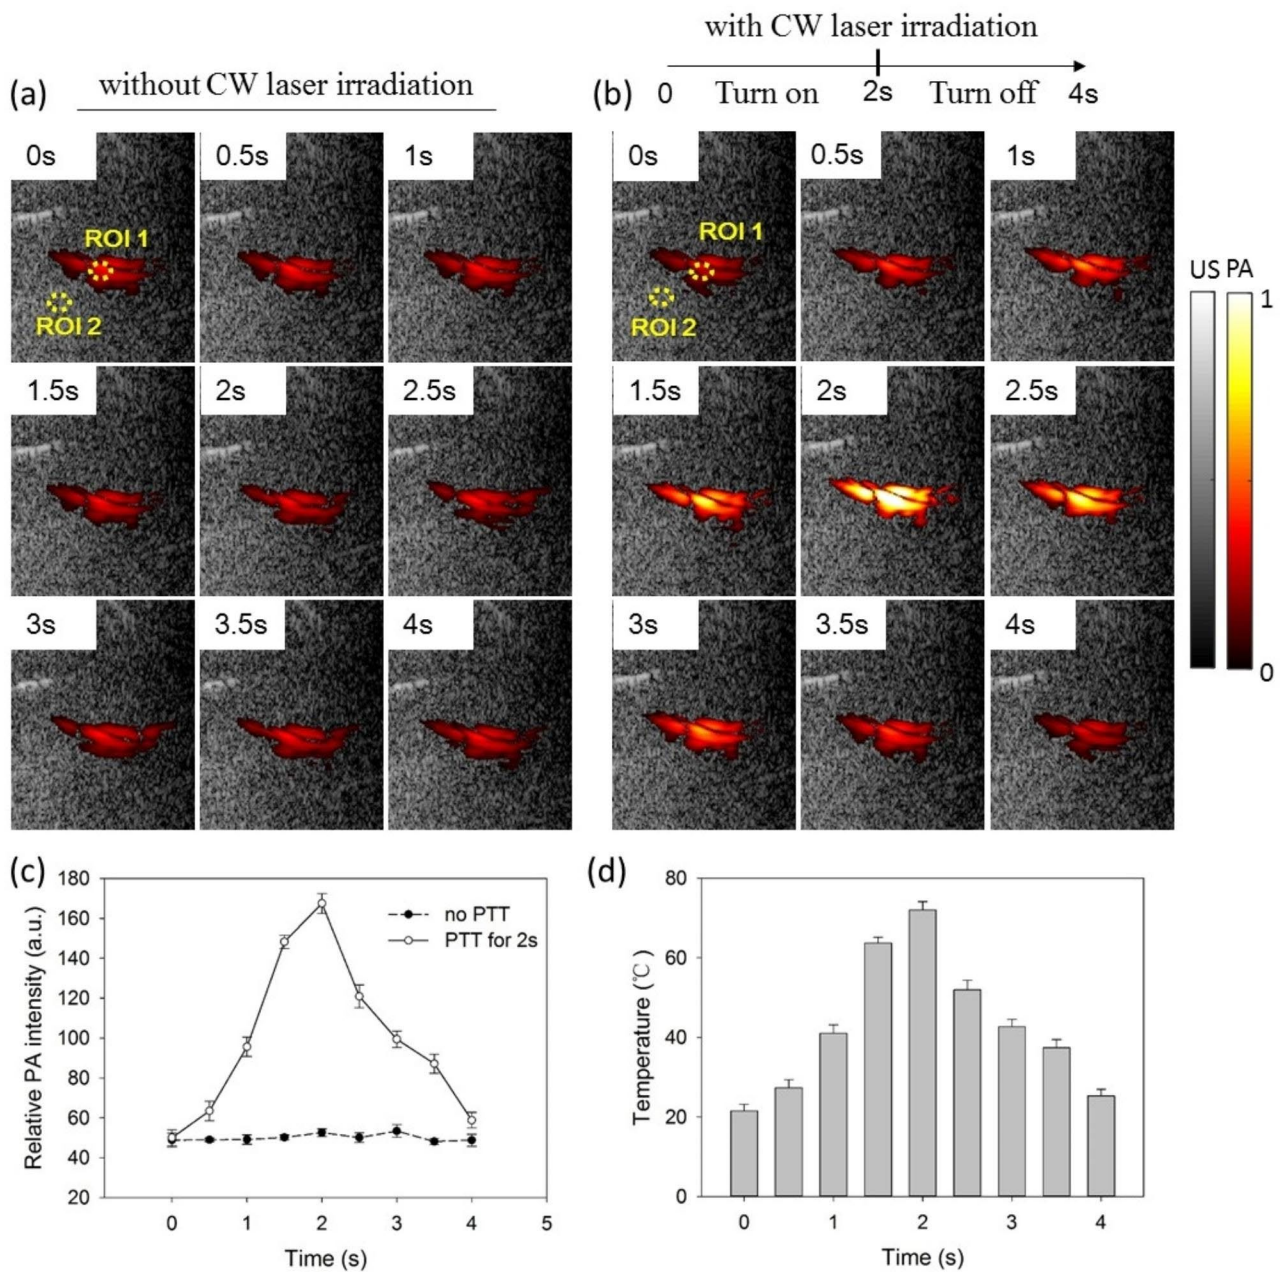 (a)
without CW laser irradiation
0s
0.5s
1s
ROI 1
ROI 2
1.5s
2s
2.5s
3s
3.5s
4s
(b)
with CW laser irradiation
0 Turn on 2s Turn off 4s
0s
0.5s
1s
ROI 1
ROI 2
1.5s
2s
2.5s
3s
3.5s
4s
US PA
1
0
(c)
Relative PA intensity (a.u.)
180
160
140
120
100
80
60
40
20
no PTT
PTT for 2s
0 1 2 3 4 5
Time (s)
(d)
Temperature (℃)
80
60
40
20
0
0 1 2 3 4
Time (s)